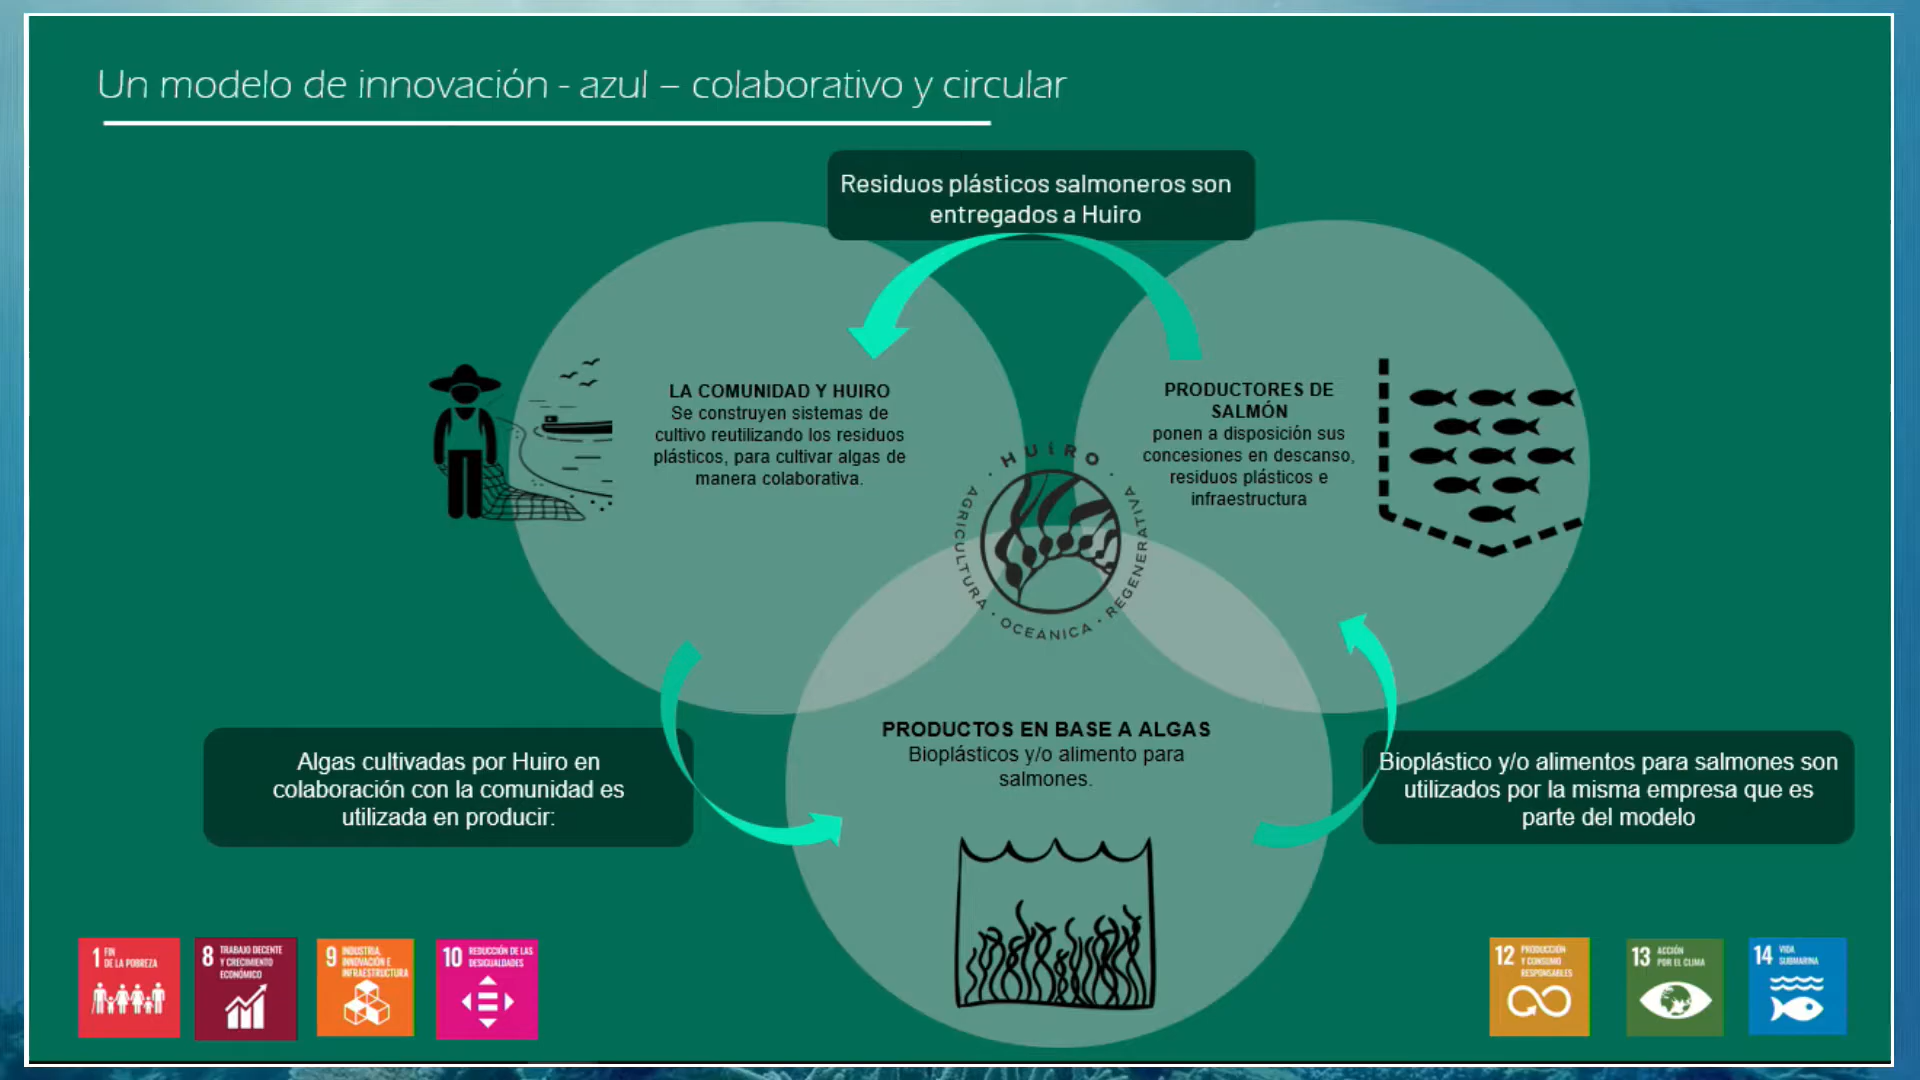 Un modelo de innovación - azul – colaborativo y circular
Residuos plásticos salmoneros son
entregados a Huiro
LA COMUNIDAD Y HUIRO
Se construyen sistemas de
cultivo reutilizando los residuos
plásticos, para cultivar algas de
manera colaborativa.
PRODUCTORES DE
SALMÓN
ponen a disposición sus
concesiones en descanso,
residuos plásticos e
infraestructura
· HUiRO ·
AGRICULTURA · OCEANICA · REGENERATIVA
PRODUCTOS EN BASE A ALGAS
Bioplásticos y/o alimento para
salmones.
Algas cultivadas por Huiro en
colaboración con la comunidad es
utilizada en producir:
Bioplástico y/o alimentos para salmones son
utilizados por la misma empresa que es
parte del modelo
1 FIN
DE LA POBREZA
8 TRABAJO DECENTE
Y CRECIMIENTO
ECONÓMICO
9 INDUSTRIA,
INNOVACIÓN E
INFRAESTRUCTURA
10 REDUCCIÓN DE LAS
DESIGUALDADES
12 PRODUCCIÓN
Y CONSUMO
RESPONSABLES
13 ACCIÓN
POR EL CLIMA
14 VIDA
SUBMARINA